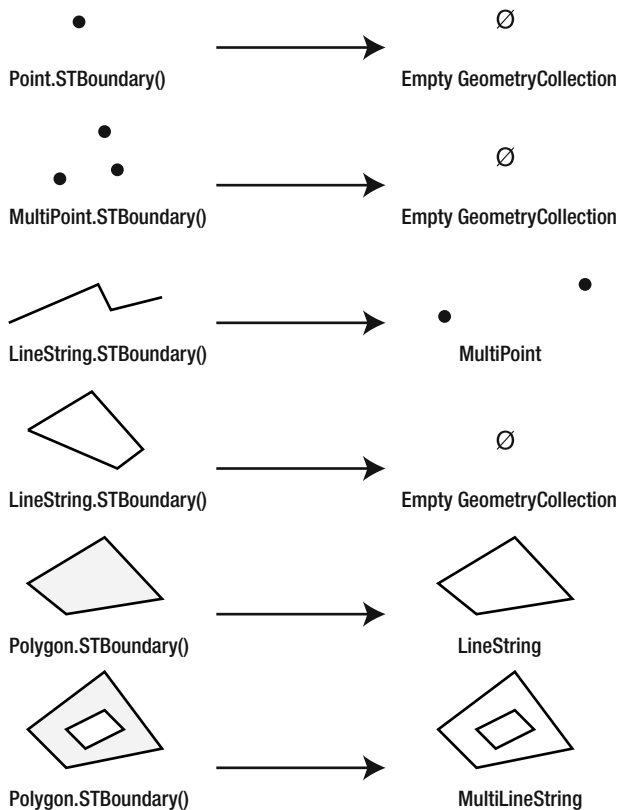 ∅
Point.STBoundary() Empty GeometryCollection
∅
MultiPoint.STBoundary() Empty GeometryCollection
LineString.STBoundary() MultiPoint
∅
LineString.STBoundary() Empty GeometryCollection
Polygon.STBoundary() LineString
Polygon.STBoundary() MultiLineString